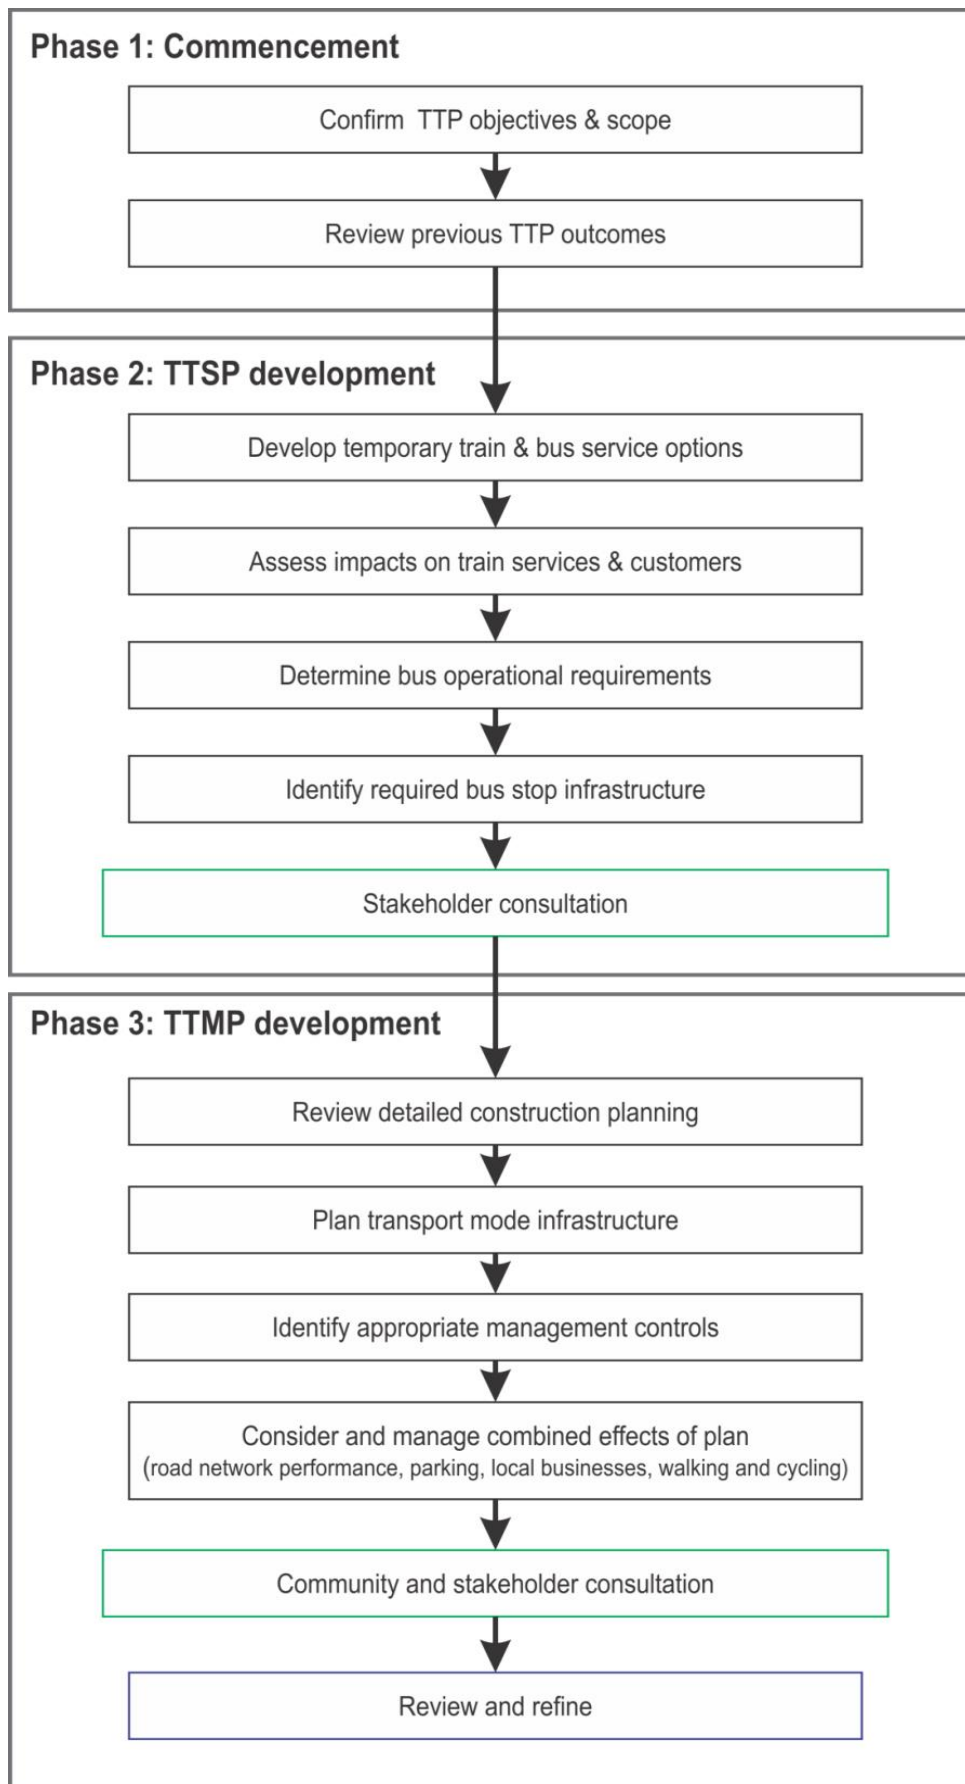 Phase 1: Commencement
Confirm TTP objectives & scope
Review previous TTP outcomes
Phase 2: TTSP development
Develop temporary train & bus service options
Assess impacts on train services & customers
Determine bus operational requirements
Identify required bus stop infrastructure
Stakeholder consultation
Phase 3: TTMP development
Review detailed construction planning
Plan transport mode infrastructure
Identify appropriate management controls
Consider and manage combined effects of plan
(road network performance, parking, local businesses, walking and cycling)
Community and stakeholder consultation
Review and refine